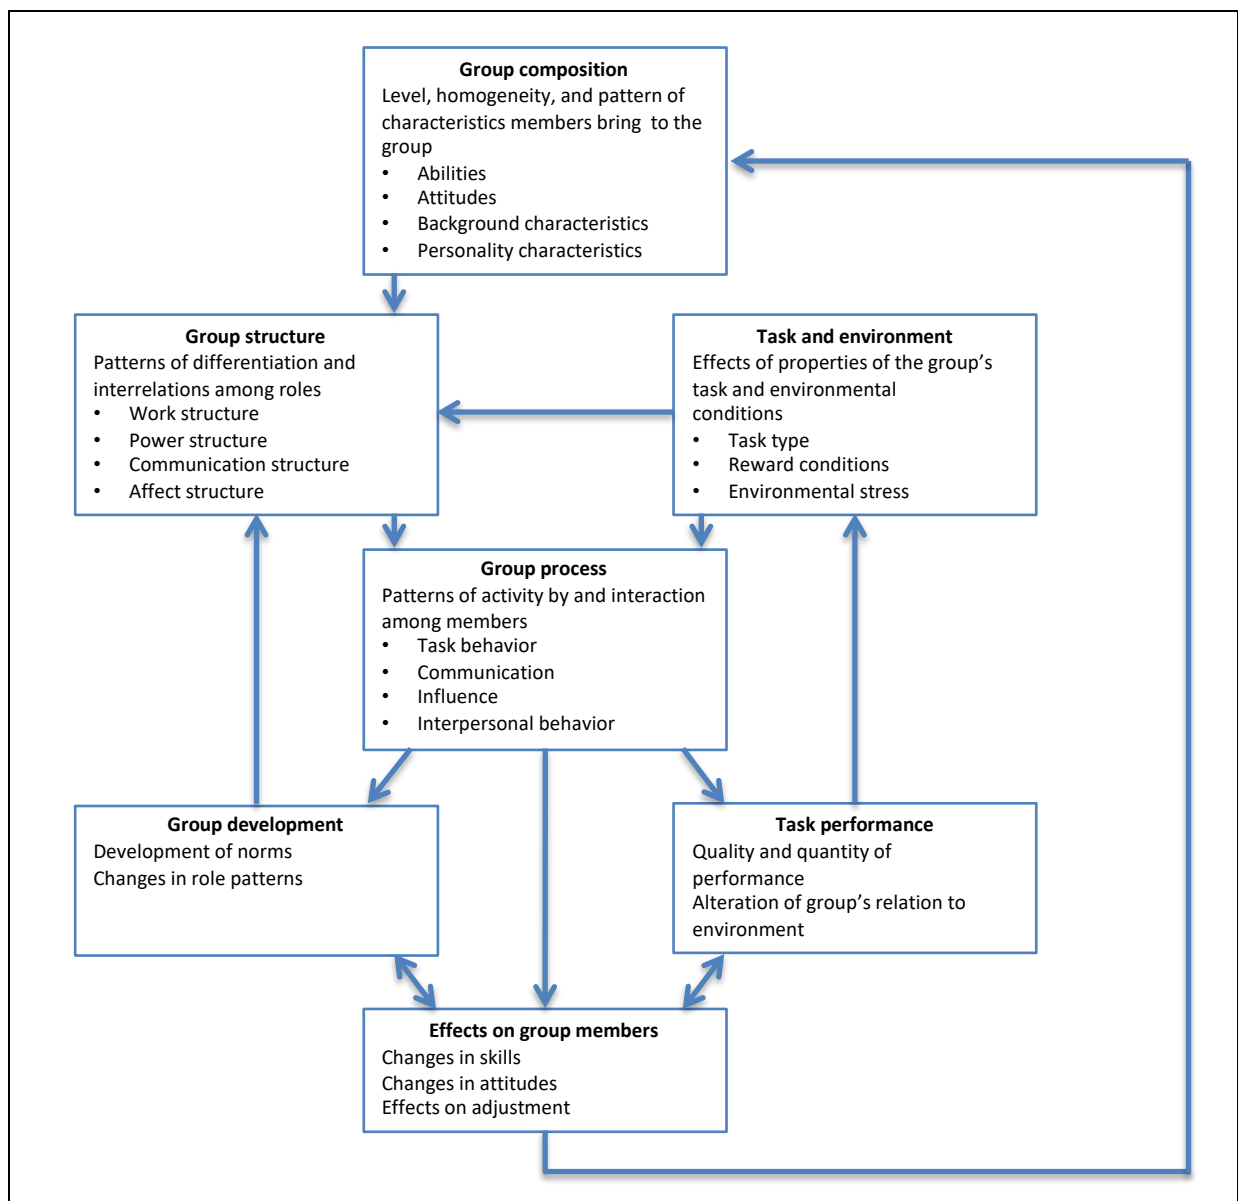 Group composition
Level, homogeneity, and pattern of
characteristics members bring  to the
group
• Abilities
• Attitudes
• Background characteristics
• Personality characteristics
Group structure
Patterns of differentiation and
interrelations among roles
• Work structure
• Power structure
• Communication structure
• Affect structure
Task and environment
Effects of properties of the group’s
task and environmental
conditions
• Task type
• Reward conditions
• Environmental stress
Group process
Patterns of activity by and interaction
among members
• Task behavior
• Communication
• Influence
• Interpersonal behavior
Group development
Development of norms
Changes in role patterns
Task performance
Quality and quantity of
performance
Alteration of group’s relation to
environment
Effects on group members
Changes in skills
Changes in attitudes
Effects on adjustment